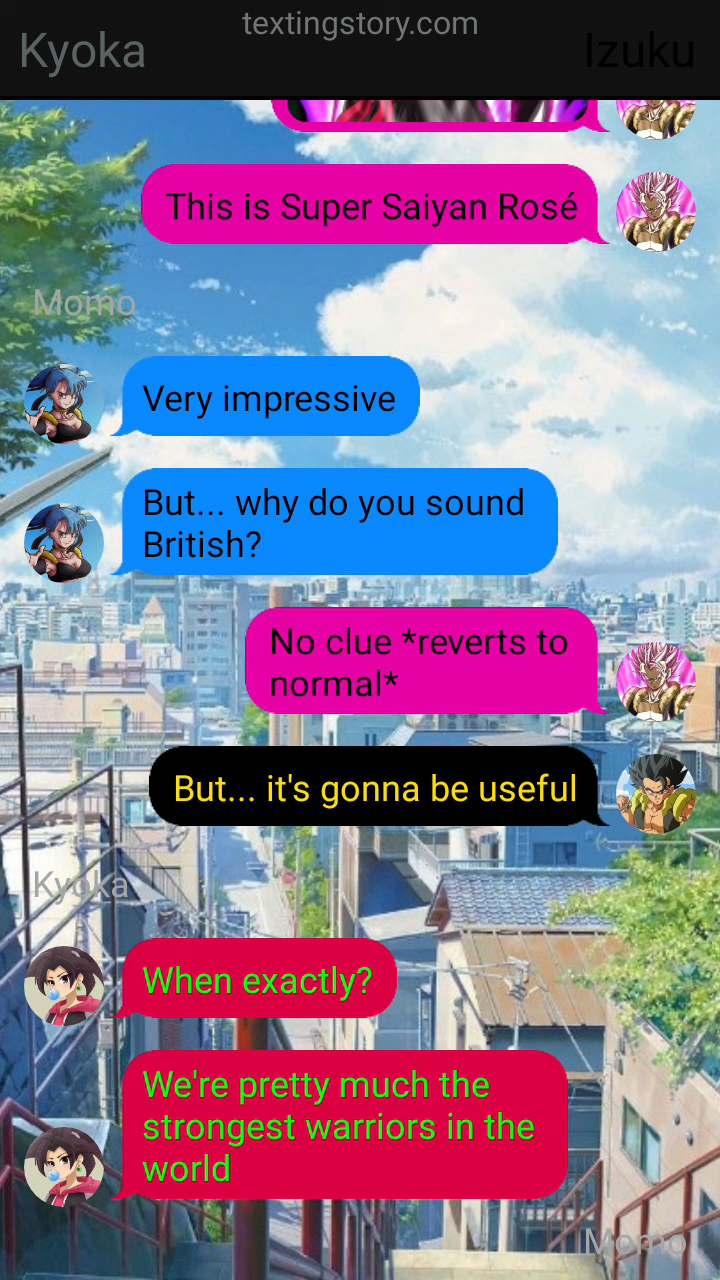 textingstory.com
Kyoka
Izuku
This is Super Saiyan Rosé
Momo
Very impressive
But... why do you sound
British?
No clue *reverts to
normal*
But... it's gonna be useful
Kyoka
When exactly?
We're pretty much the
strongest warriors in the
world
Momo